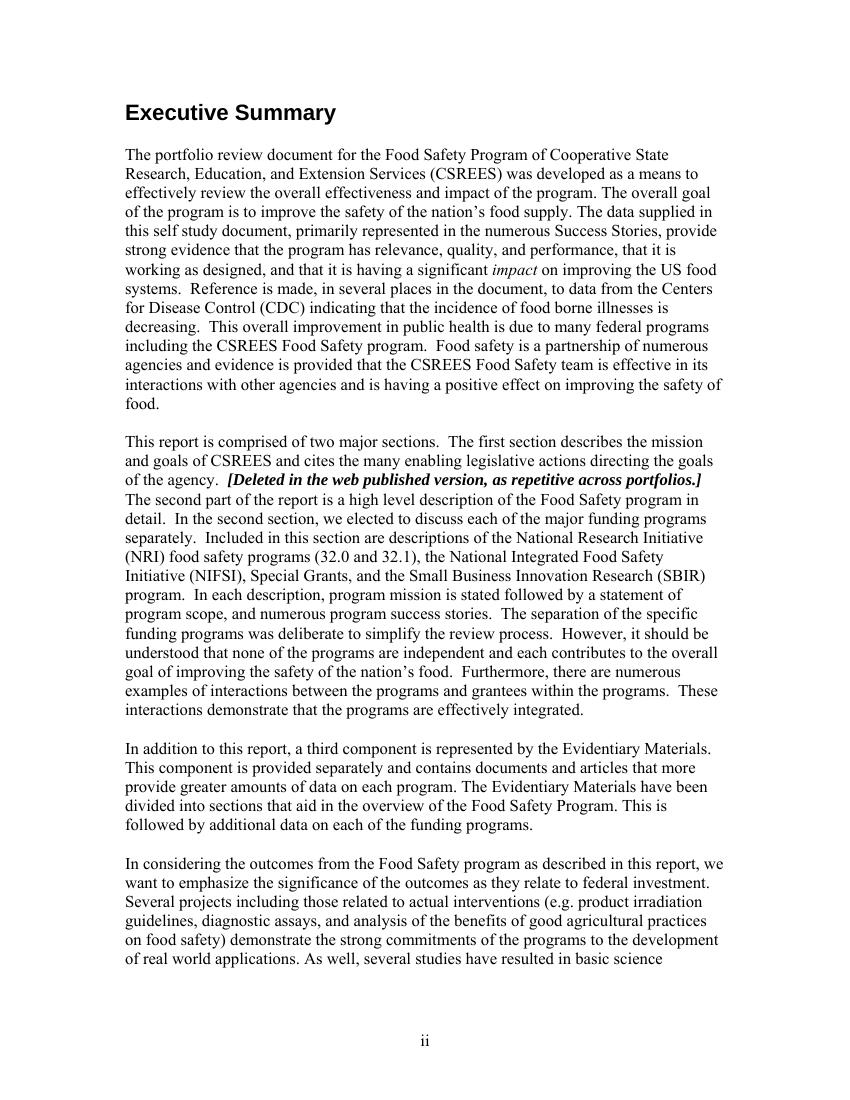 Executive Summary
The portfolio review document for the Food Safety Program of Cooperative State
Research, Education, and Extension Services (CSREES) was developed as a means to
effectively review the overall effectiveness and impact of the program. The overall goal
of the program is to improve the safety of the nation’s food supply. The data supplied in
this self study document, primarily represented in the numerous Success Stories, provide
strong evidence that the program has relevance, quality, and performance, that it is
working as designed, and that it is having a significant impact on improving the US food
systems.  Reference is made, in several places in the document, to data from the Centers
for Disease Control (CDC) indicating that the incidence of food borne illnesses is
decreasing.  This overall improvement in public health is due to many federal programs
including the CSREES Food Safety program.  Food safety is a partnership of numerous
agencies and evidence is provided that the CSREES Food Safety team is effective in its
interactions with other agencies and is having a positive effect on improving the safety of
food.
This report is comprised of two major sections.  The first section describes the mission
and goals of CSREES and cites the many enabling legislative actions directing the goals
of the agency.  [Deleted in the web published version, as repetitive across portfolios.]
The second part of the report is a high level description of the Food Safety program in
detail.  In the second section, we elected to discuss each of the major funding programs
separately.  Included in this section are descriptions of the National Research Initiative
(NRI) food safety programs (32.0 and 32.1), the National Integrated Food Safety
Initiative (NIFSI), Special Grants, and the Small Business Innovation Research (SBIR)
program.  In each description, program mission is stated followed by a statement of
program scope, and numerous program success stories.  The separation of the specific
funding programs was deliberate to simplify the review process.  However, it should be
understood that none of the programs are independent and each contributes to the overall
goal of improving the safety of the nation’s food.  Furthermore, there are numerous
examples of interactions between the programs and grantees within the programs.  These
interactions demonstrate that the programs are effectively integrated.
In addition to this report, a third component is represented by the Evidentiary Materials.
This component is provided separately and contains documents and articles that more
provide greater amounts of data on each program. The Evidentiary Materials have been
divided into sections that aid in the overview of the Food Safety Program. This is
followed by additional data on each of the funding programs.
In considering the outcomes from the Food Safety program as described in this report, we
want to emphasize the significance of the outcomes as they relate to federal investment.
Several projects including those related to actual interventions (e.g. product irradiation
guidelines, diagnostic assays, and analysis of the benefits of good agricultural practices
on food safety) demonstrate the strong commitments of the programs to the development
of real world applications. As well, several studies have resulted in basic science
ii